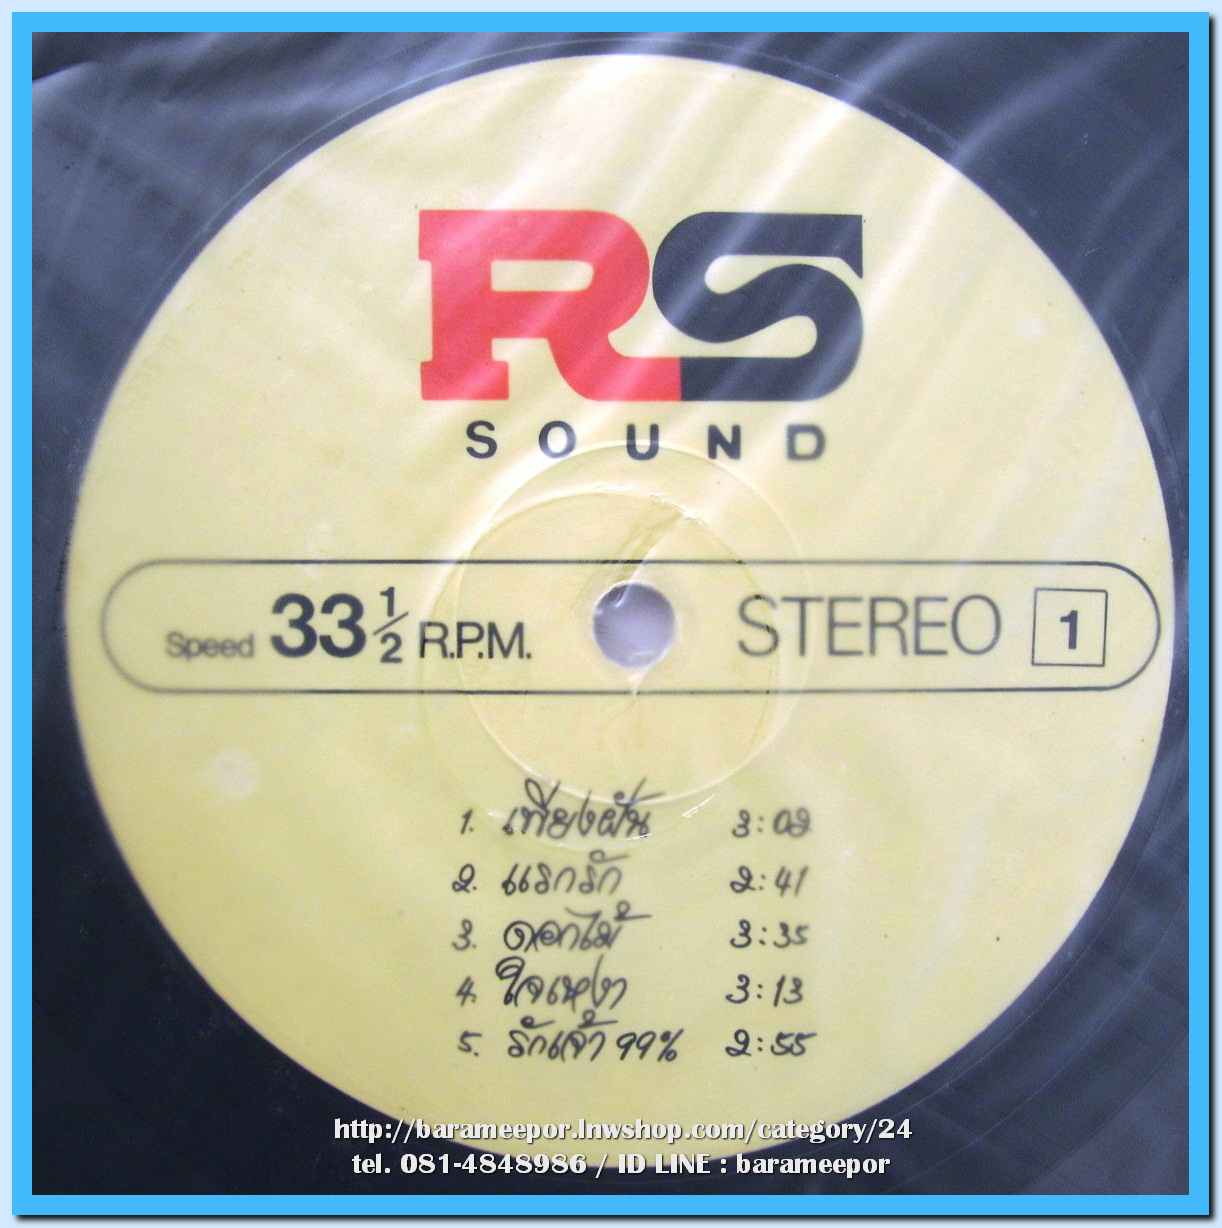 RS
SOUND
Speed 33 1/2 R.P.M. STEREO 1
1. เพียงฝัน 3:02
2. แรกรัก 2:41
3. ดอกไม้ 3:35
4. ใจเหงา 3:13
5. รักเจ้า 99% 2:55
http://barameepor.lnwshop.com/category/24
tel. 081-4848986 / ID LINE : barameepor